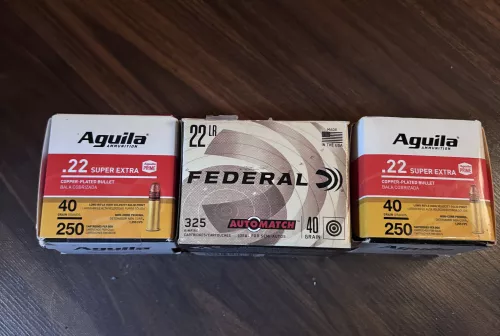 Aguila
AMMUNITION
.22 SUPER EXTRA
COPPER-PLATED BULLET
BALA COBRIZADA
40
250
22 LR
MADE
IN THE USA
FEDERAL
325
AUTOMATCH
40
GRAIN
Aguila
AMMUNITION
.22 SUPER EXTRA
COPPER-PLATED BULLET
BALA COBRIZADA
40
250